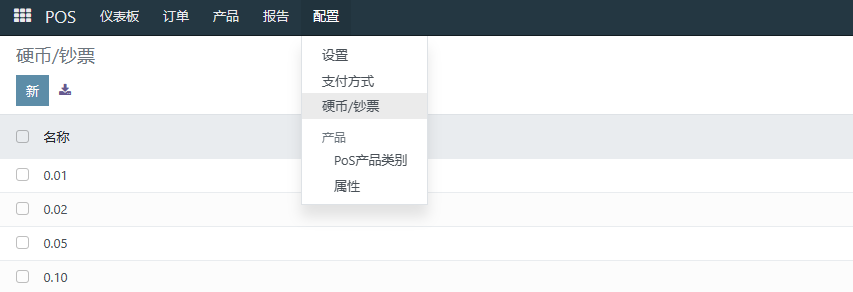 POS 仪表板 订单 产品 报告 配置
硬币/钞票
新
设置
支付方式
硬币/钞票
产品
PoS产品类别
属性
名称
0.01
0.02
0.05
0.10